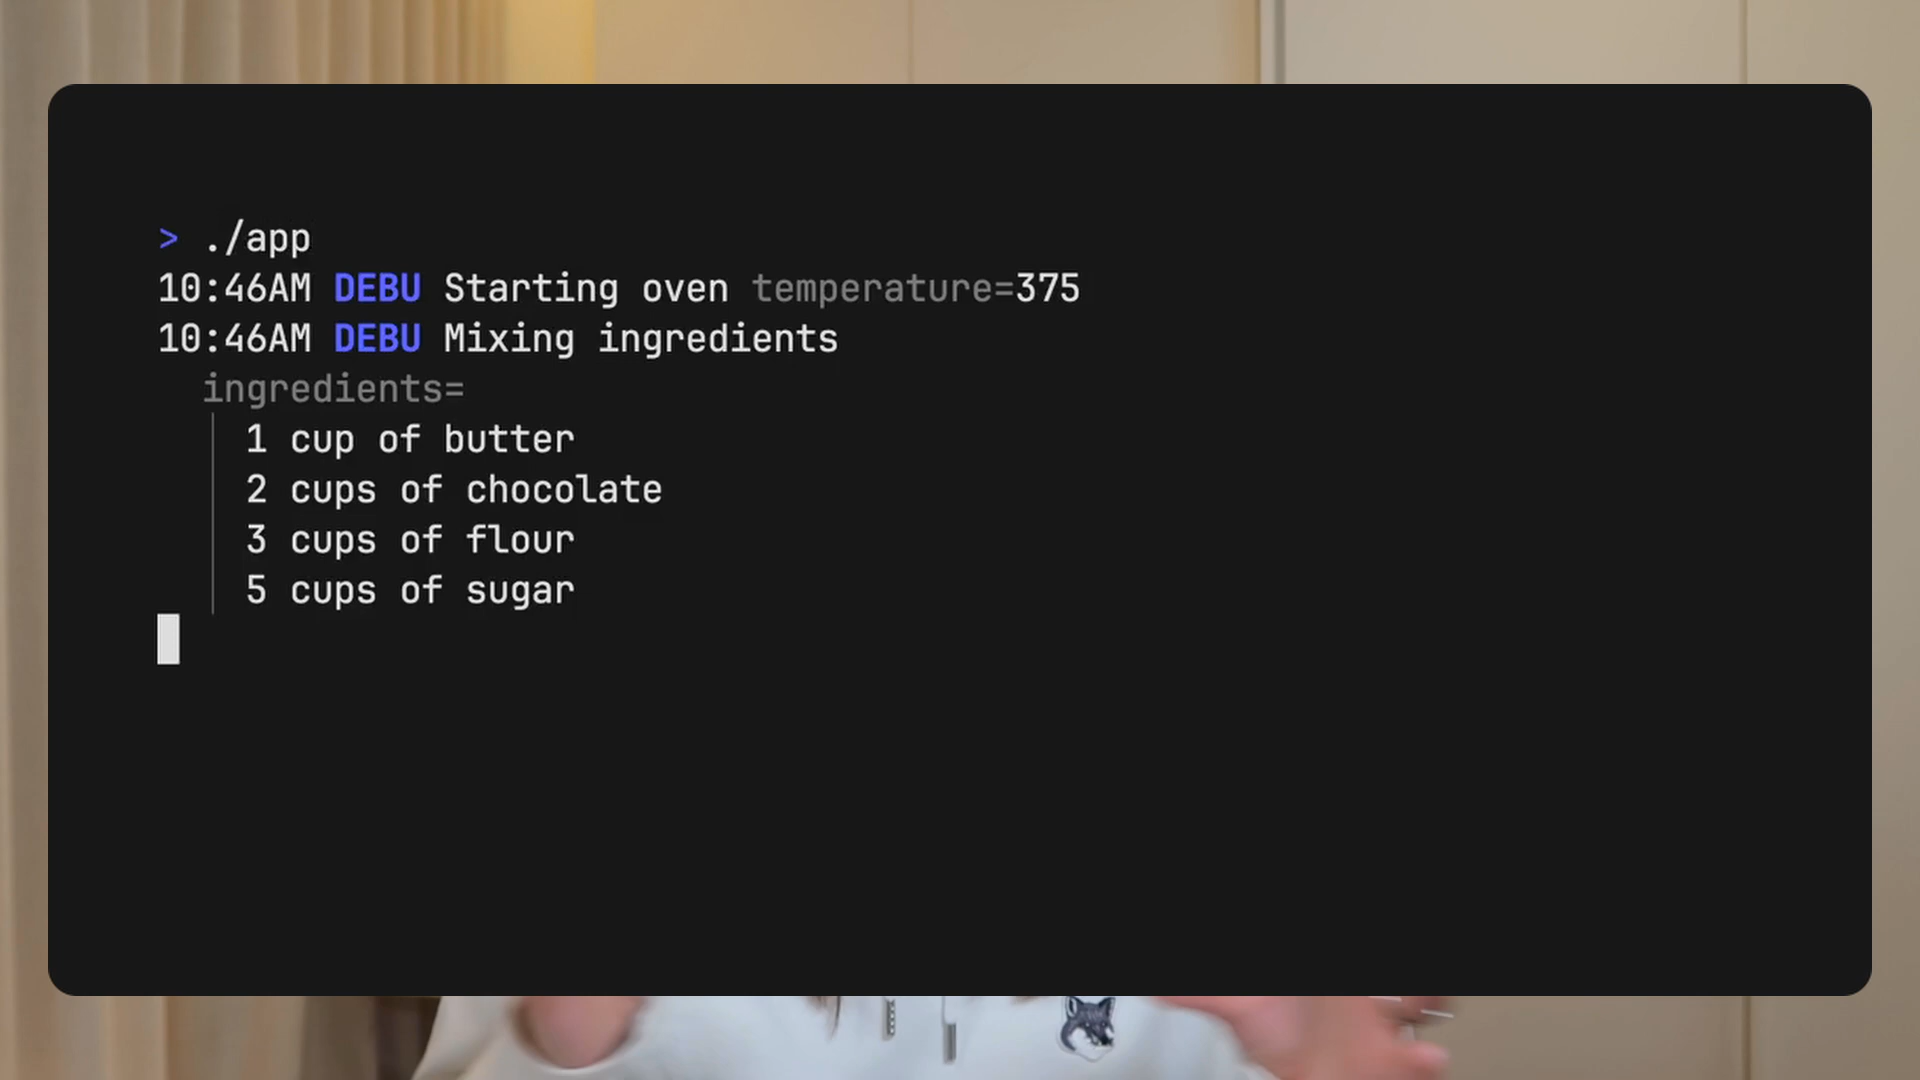 > ./app
10:46AM DEBU Starting oven temperature=375
10:46AM DEBU Mixing ingredients
ingredients=
1 cup of butter
2 cups of chocolate
3 cups of flour
5 cups of sugar